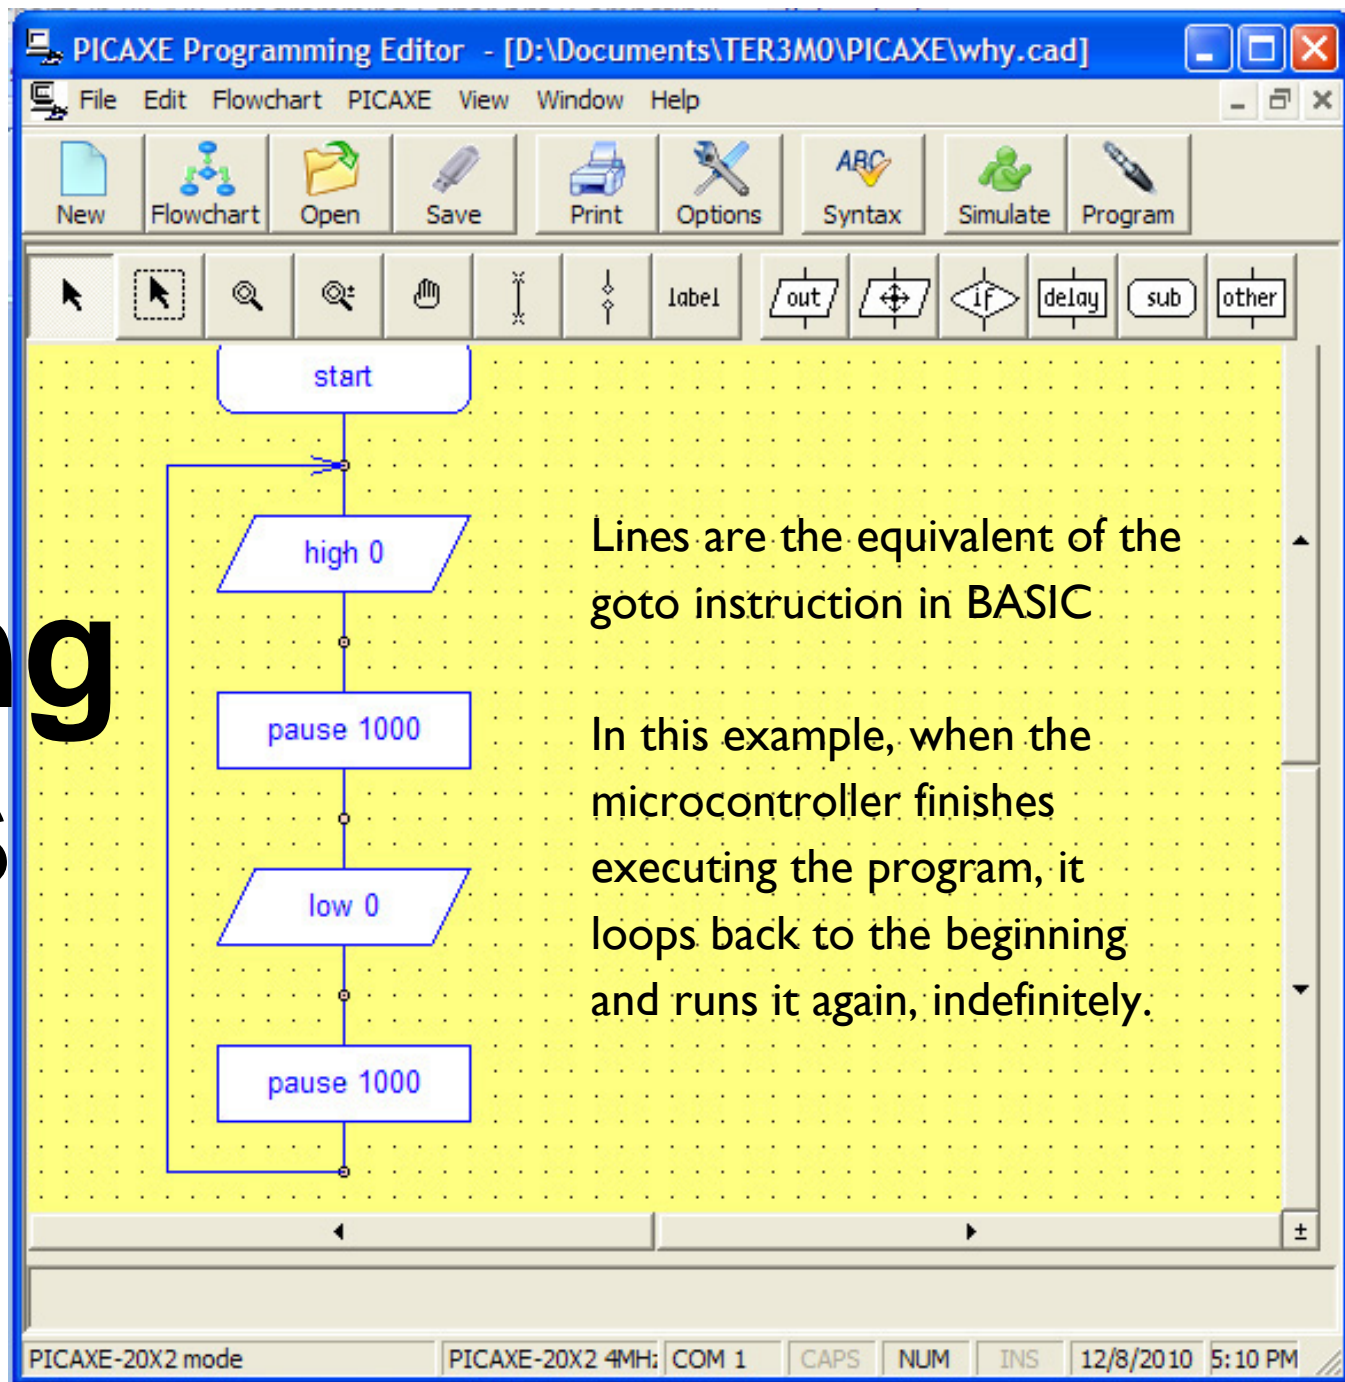 PICAXE Programming Editor - [D:\Documents\TER3M0\PICAXE\why.cad]
File Edit Flowchart PICAXE View Window Help
New Flowchart Open Save Print Options ABC Syntax Simulate Program
label out if delay sub other
start
high 0
pause 1000
low 0
pause 1000
ng
s
Lines are the equivalent of the
goto instruction in BASIC
In this example, when the
microcontroller finishes
executing the program, it
loops back to the beginning
and runs it again, indefinitely.
PICAXE-20X2 mode PICAXE-20X2 4MHz COM 1 CAPS NUM INS 12/8/2010 5:10 PM